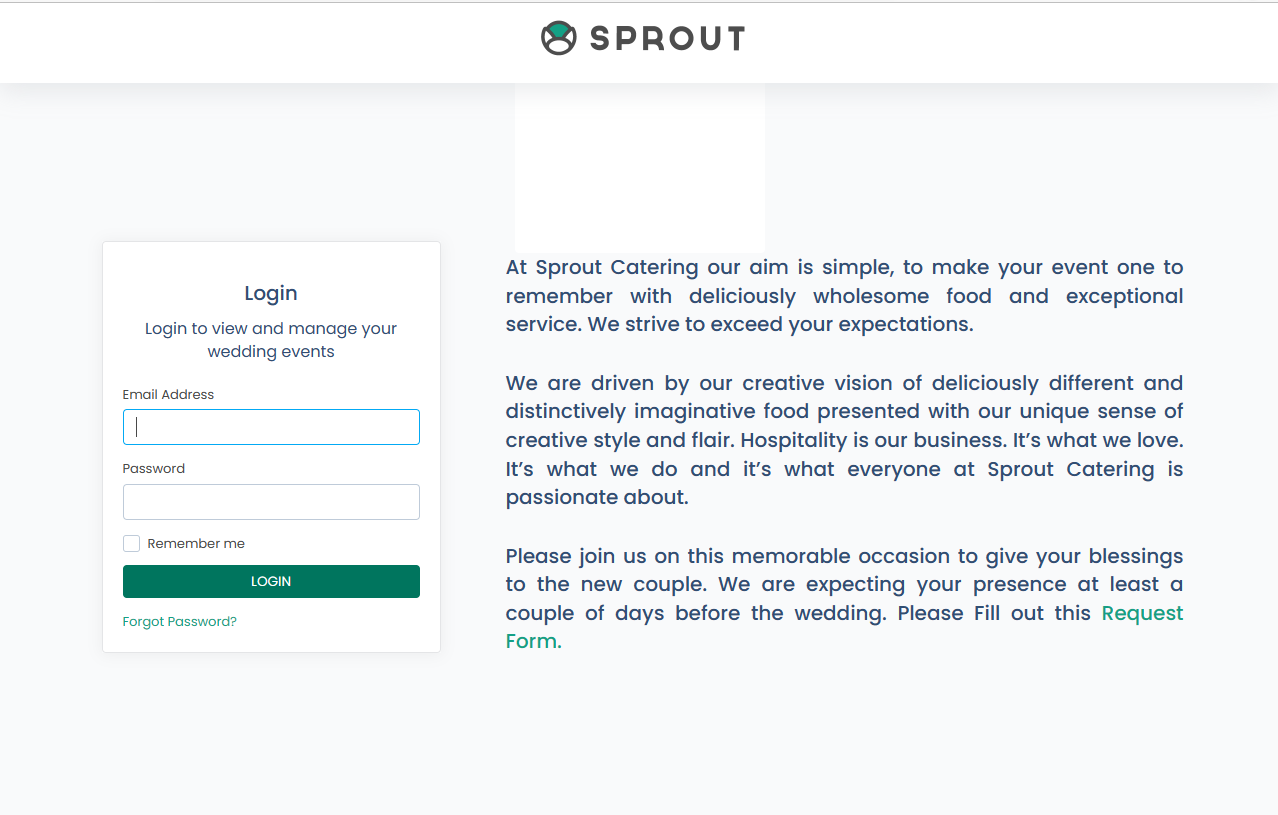 SPROUT
Login
Login to view and manage your
wedding events
Email Address
Password
Remember me
LOGIN
Forgot Password?
At Sprout Catering our aim is simple, to make your event one to
remember with deliciously wholesome food and exceptional
service. We strive to exceed your expectations.
We are driven by our creative vision of deliciously different and
distinctively imaginative food presented with our unique sense of
creative style and flair. Hospitality is our business. It’s what we love.
It’s what we do and it’s what everyone at Sprout Catering is
passionate about.
Please join us on this memorable occasion to give your blessings
to the new couple. We are expecting your presence at least a
couple of days before the wedding. Please Fill out this Request
Form.